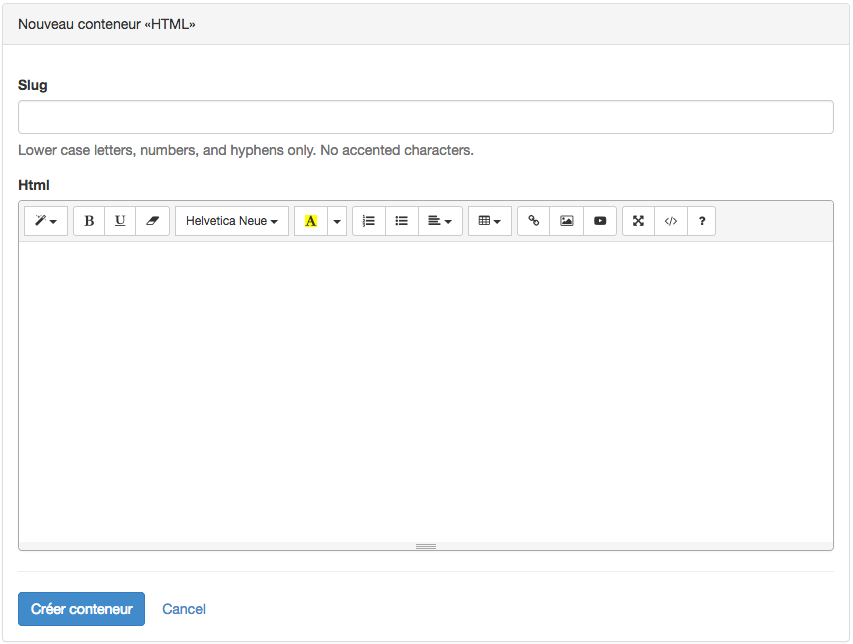 Nouveau conteneur «HTML»
Slug
Lower case letters, numbers, and hyphens only. No accented characters.
Html
B U Helvetica Neue A </> ?
Créer conteneur Cancel